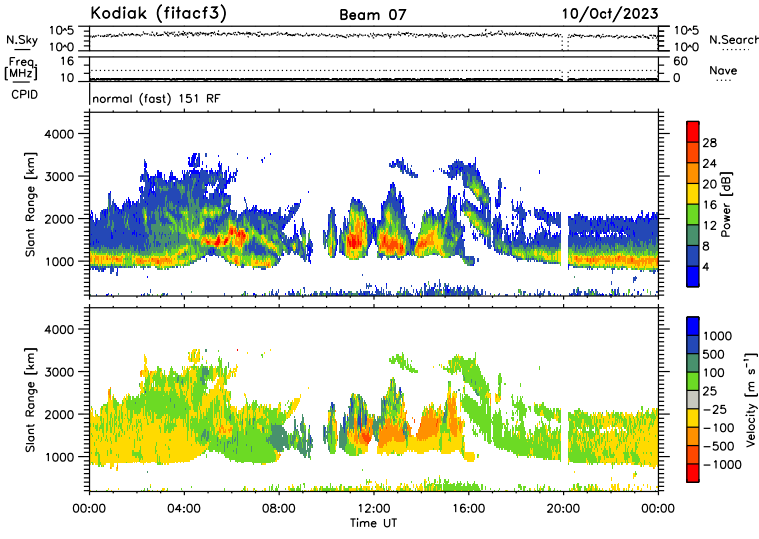 Kodiak (fitacf3) Beam 07 10/Oct/2023
N.Sky 10^5 10^0 10^5 10^0 N.Search
Freq. [MHz] 16 10 60 0 Nave
CPID normal (fast) 151 RF
Slant Range [km] 4000 3000 2000 1000
28 24 20 16 12 8 4 Power [dB]
Slant Range [km] 4000 3000 2000 1000
1000 500 100 25 −25 −100 −500 −1000 Velocity [m s⁻¹]
00:00 04:00 08:00 12:00 16:00 20:00 00:00
Time UT